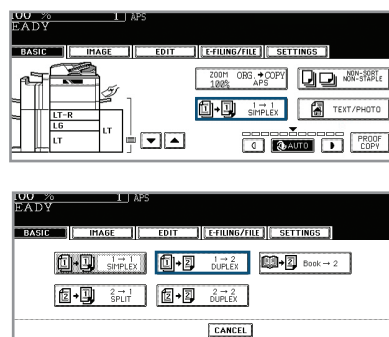 100 % 1 APS
EADY
BASIC IMAGE EDIT E-FILING/FILE SETTINGS
ZOOM ORG.→COPY
100% APS
NON-SORT
NON-STAPLE
1 → 1
SIMPLEX
TEXT/PHOTO
LT-R
LG
LT
LT
AUTO
PROOF
COPY
100 % 1 APS
EADY
BASIC IMAGE EDIT E-FILING/FILE SETTINGS
1 → 1
SIMPLEX
1 → 2
DUPLEX
Book → 2
2 → 1
SPLIT
2 → 2
DUPLEX
CANCEL